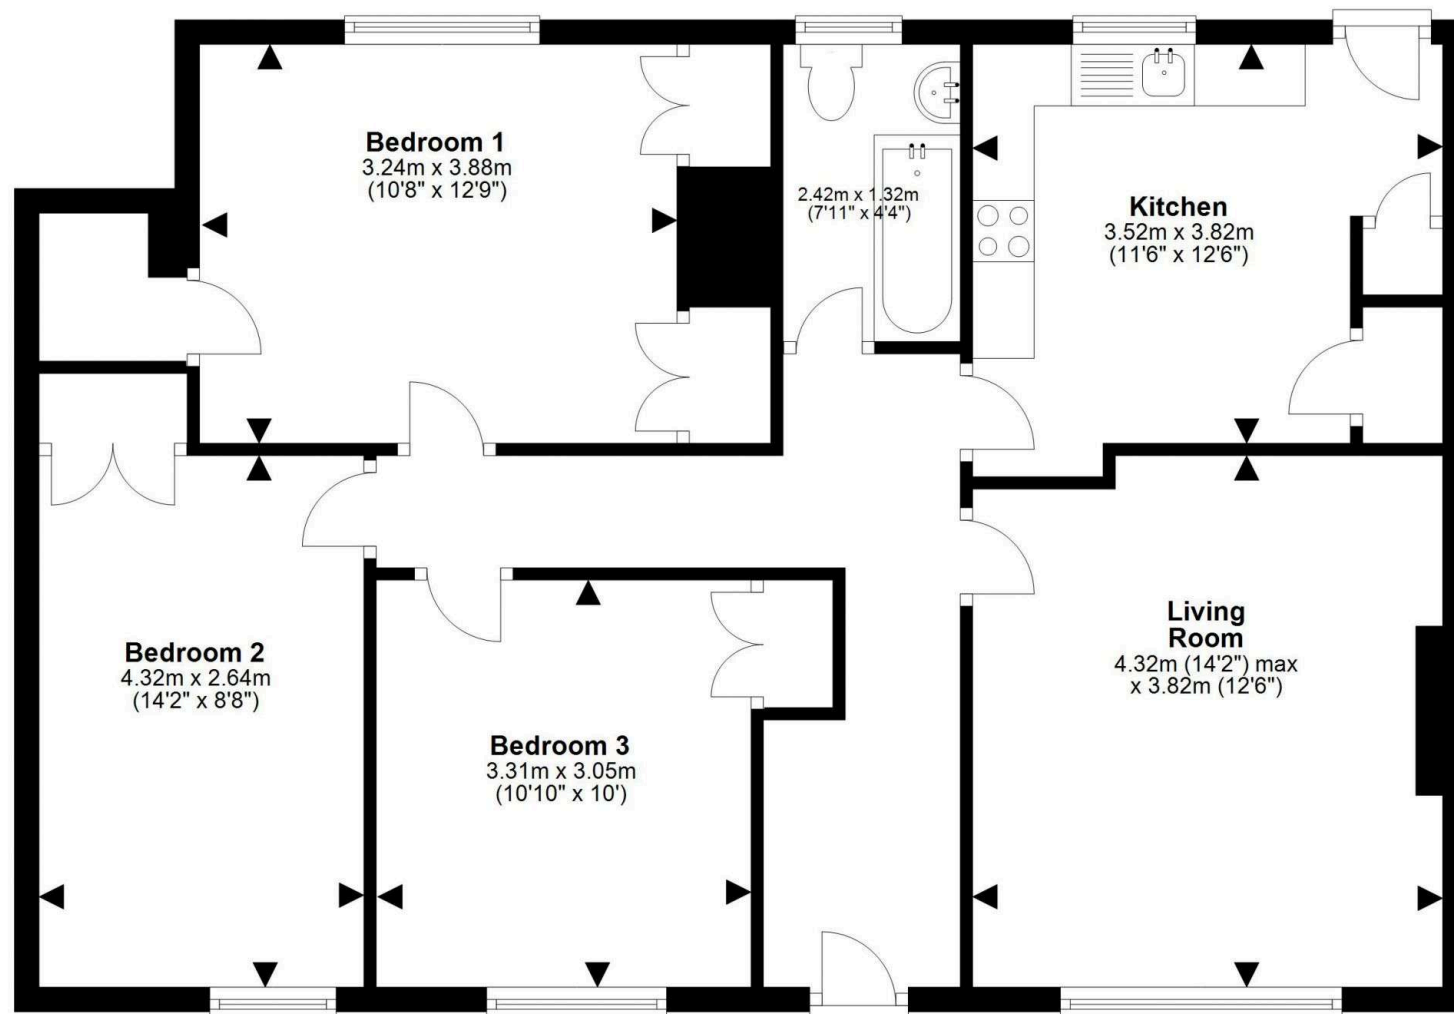 Bedroom 1
3.24m x 3.88m
(10'8" x 12'9")
2.42m x 1.32m
(7'11" x 4'4")
Kitchen
3.52m x 3.82m
(11'6" x 12'6")
Bedroom 2
4.32m x 2.64m
(14'2" x 8'8")
Bedroom 3
3.31m x 3.05m
(10'10" x 10')
Living
Room
4.32m (14'2") max
x 3.82m (12'6")